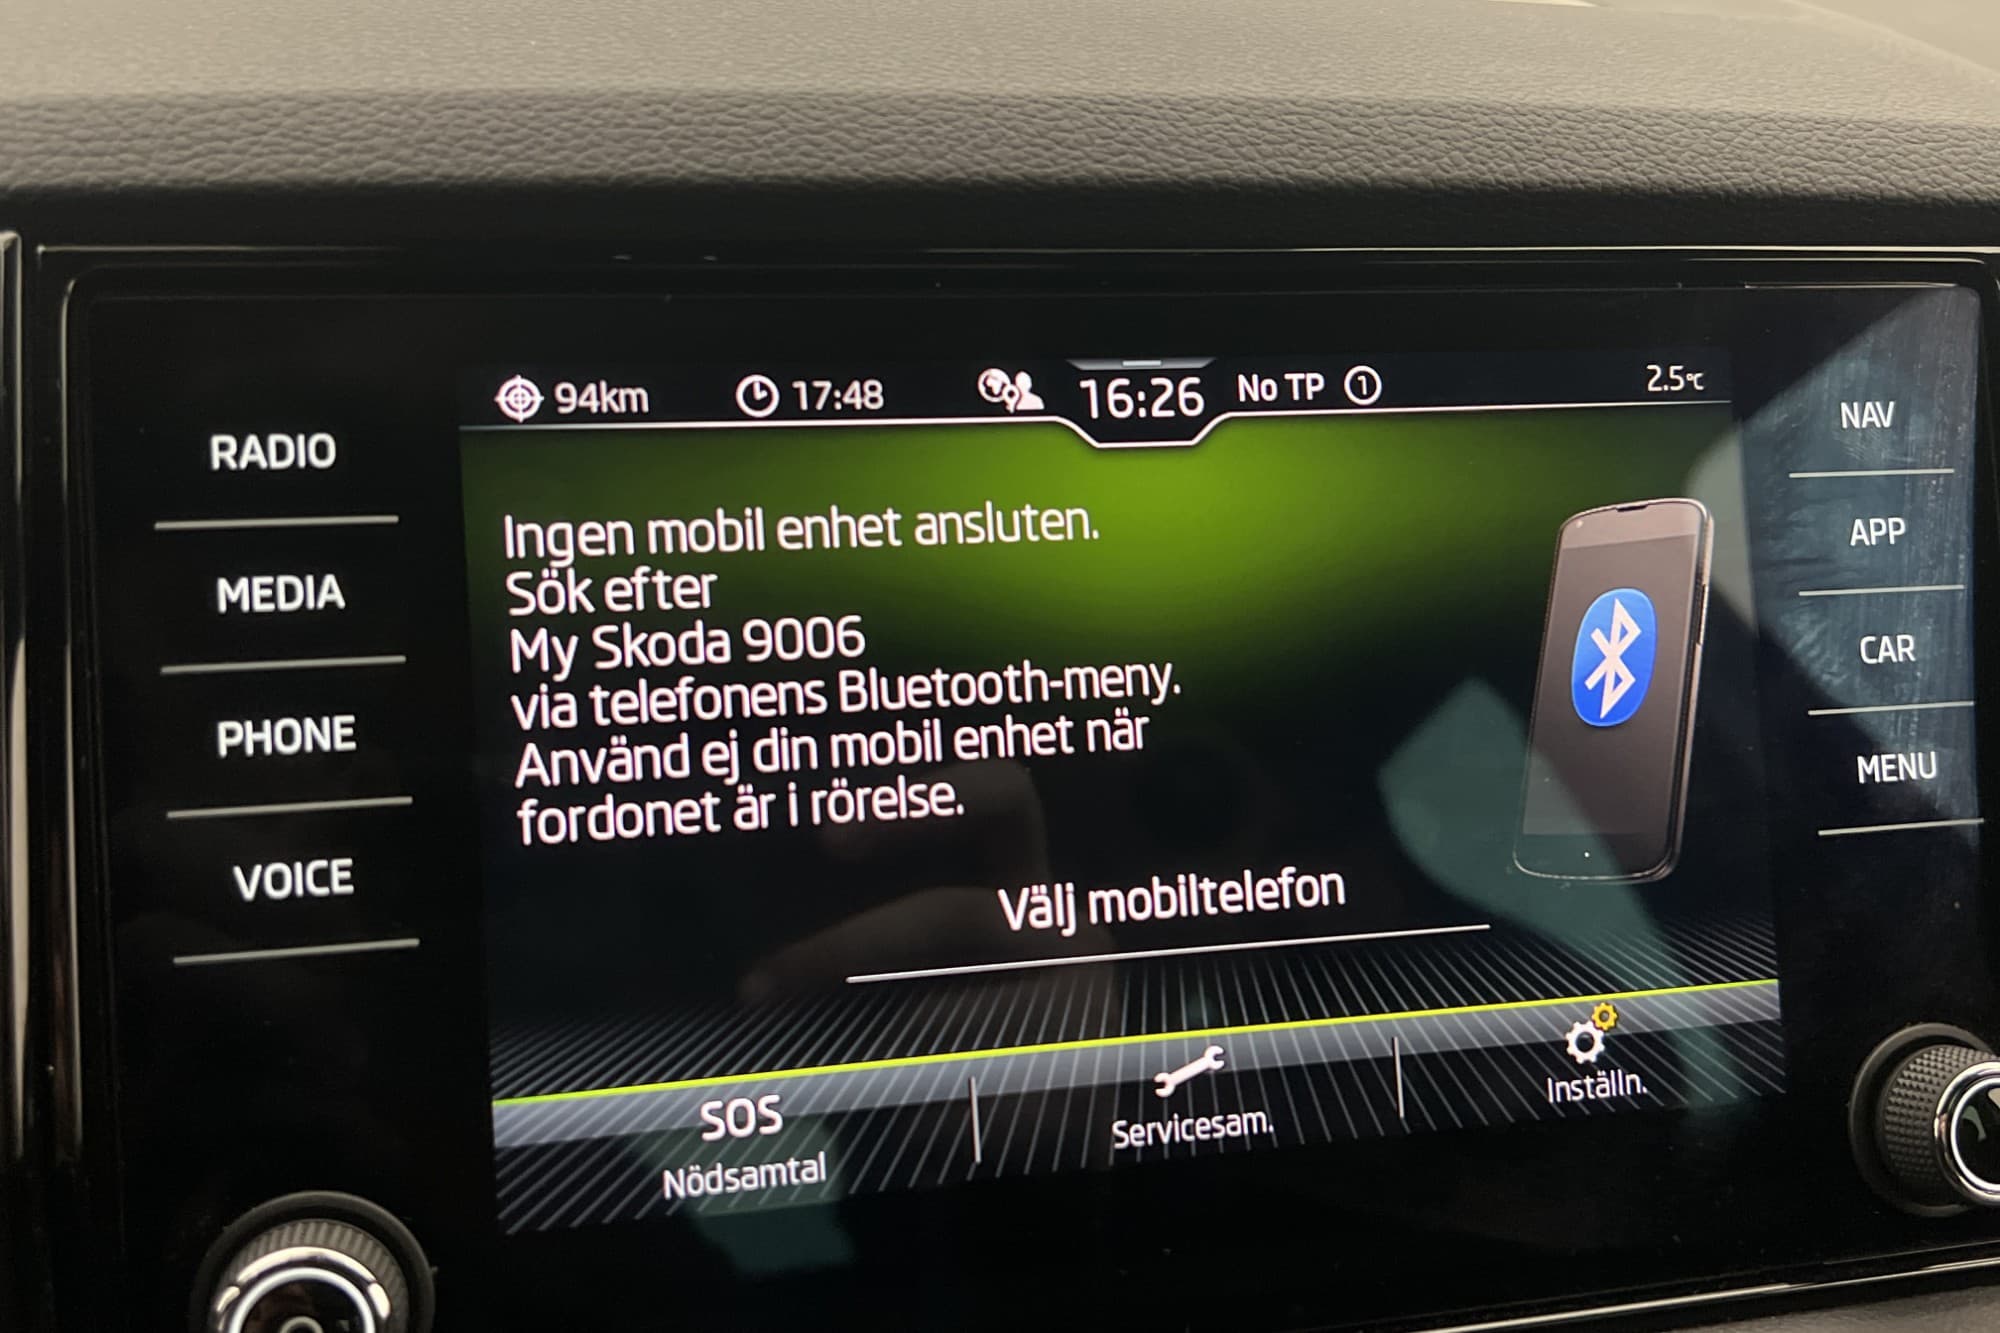 94km 17:48 16:26 No TP 1 2.5°C
RADIO
MEDIA
PHONE
VOICE
Ingen mobil enhet ansluten.
Sök efter
My Skoda 9006
via telefonens Bluetooth-meny.
Använd ej din mobil enhet när
fordonet är i rörelse.
Välj mobiltelefon
SOS
Nödsamtal
Servicesam.
Inställn.
NAV
APP
CAR
MENU